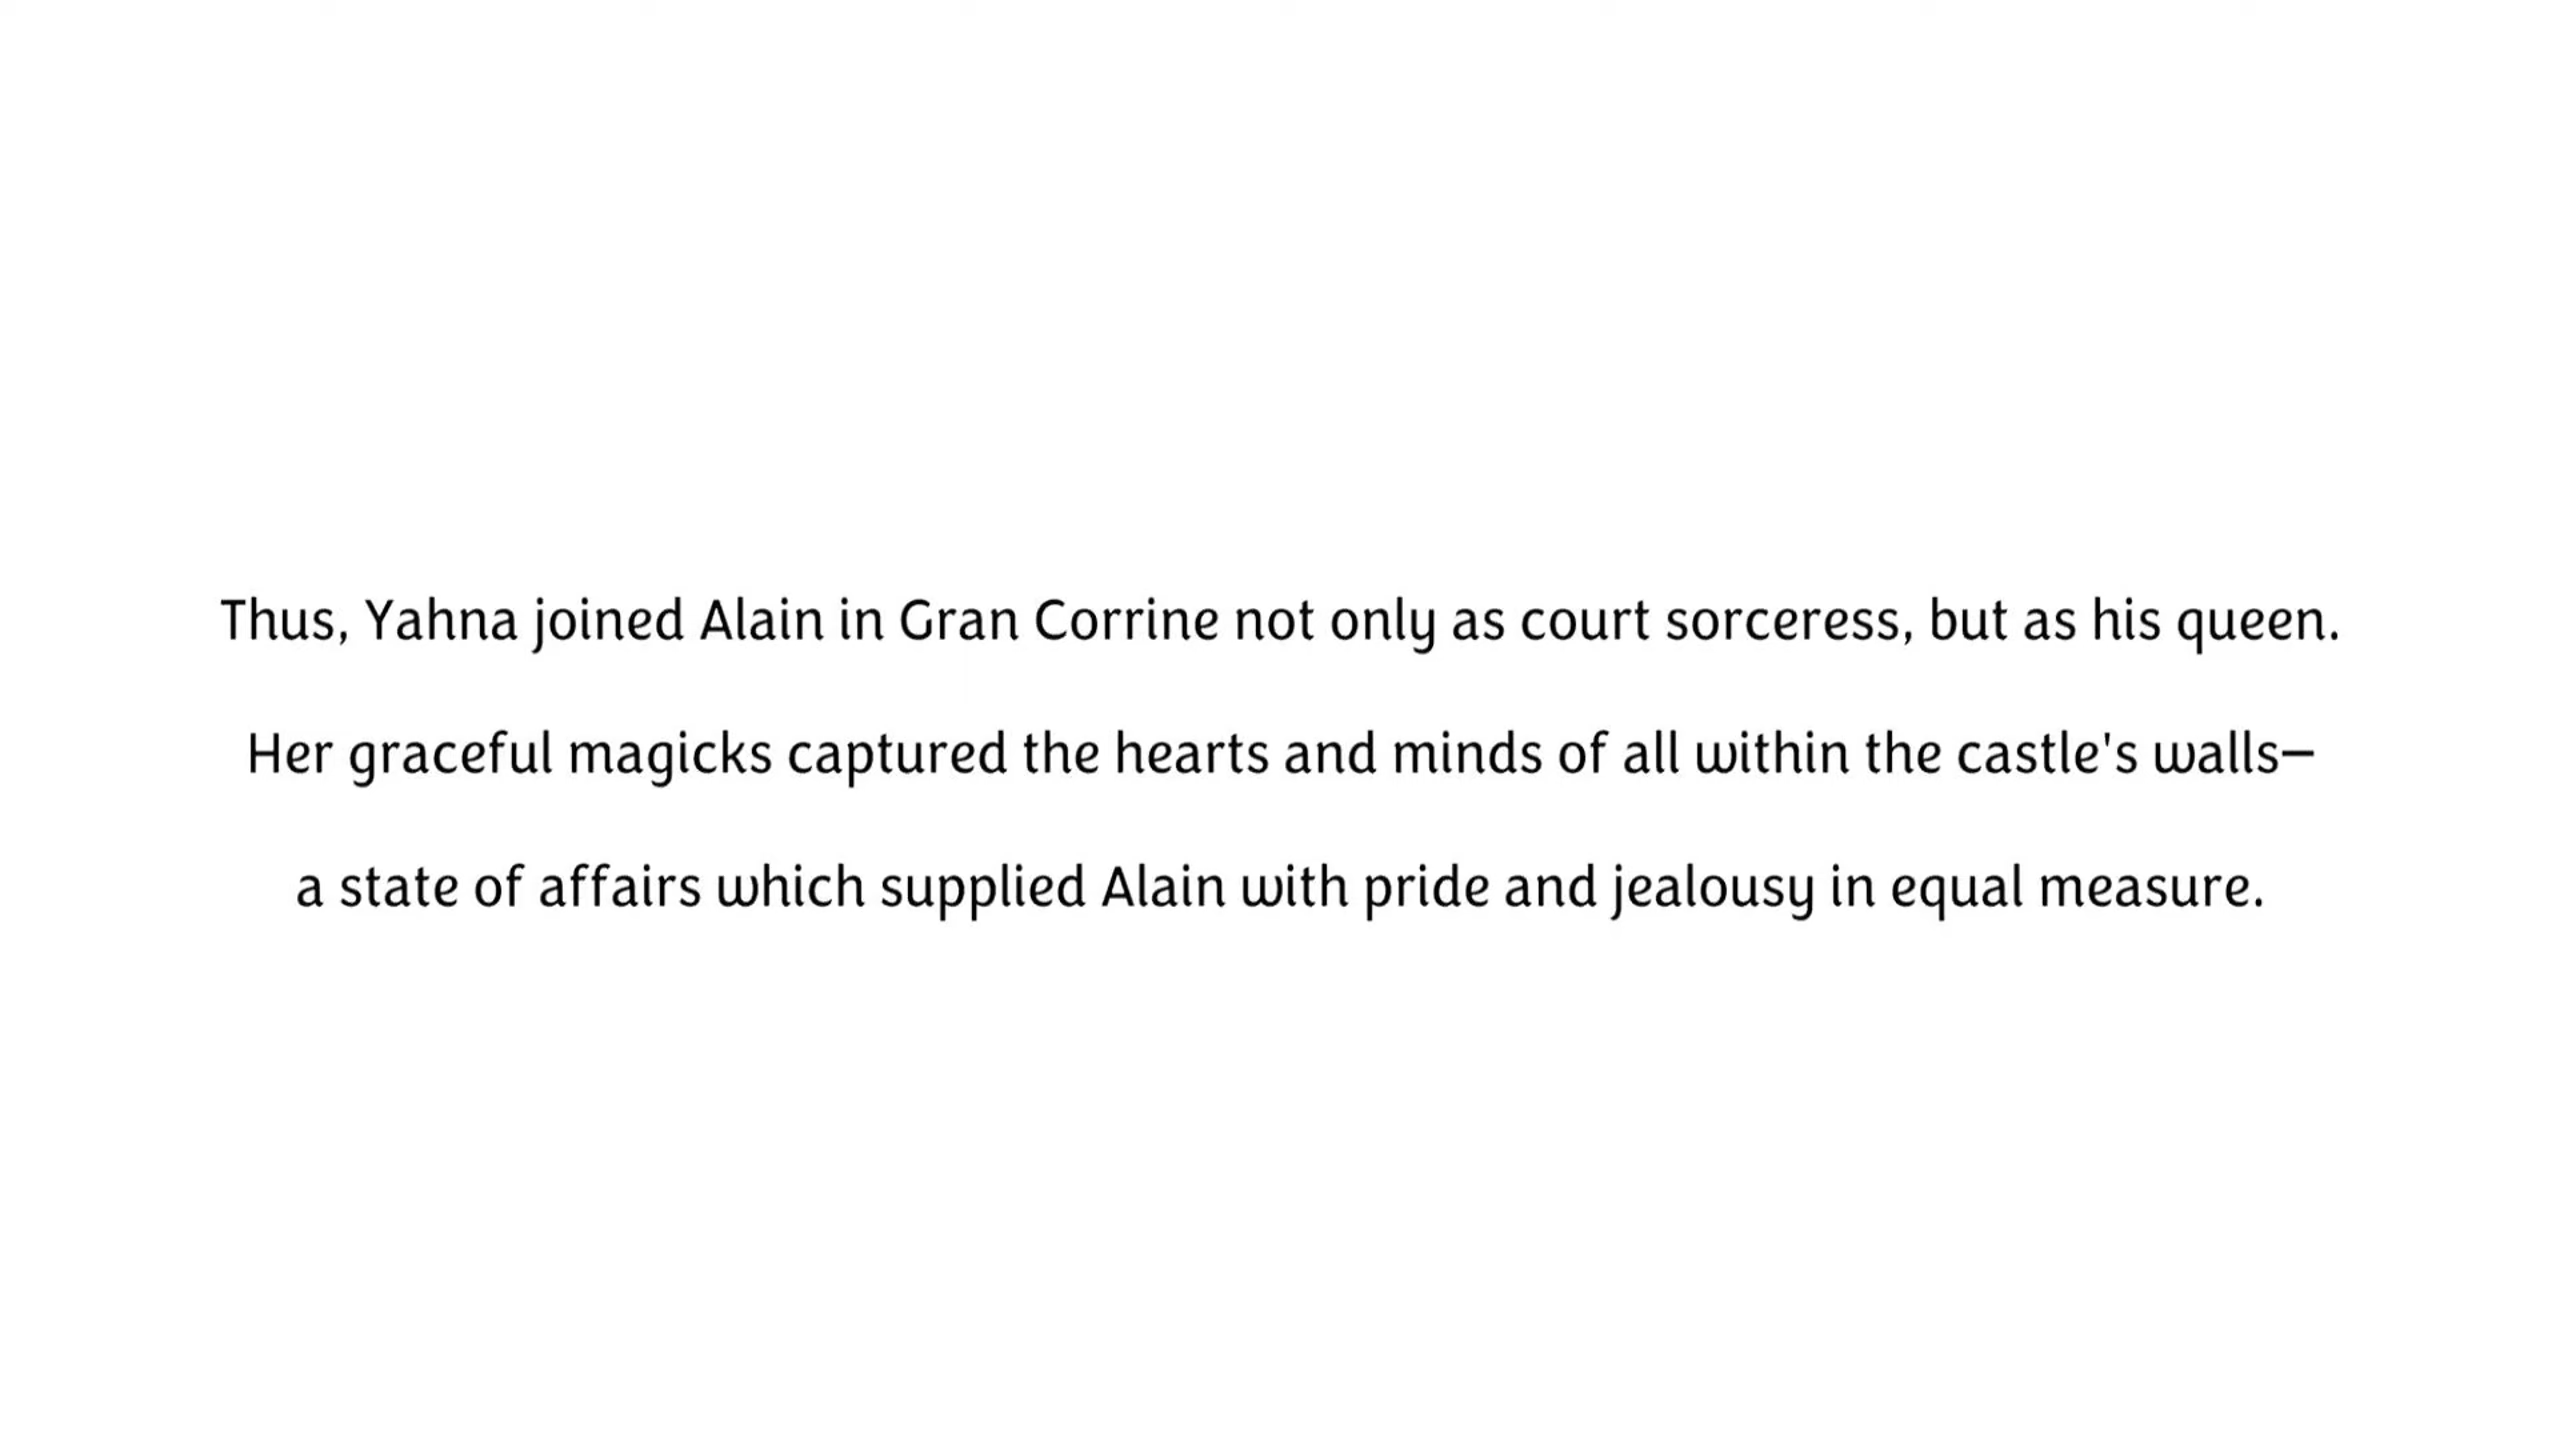 Thus, Yahna joined Alain in Gran Corrine not only as court sorceress, but as his queen.
Her graceful magicks captured the hearts and minds of all within the castle's walls—
a state of affairs which supplied Alain with pride and jealousy in equal measure.